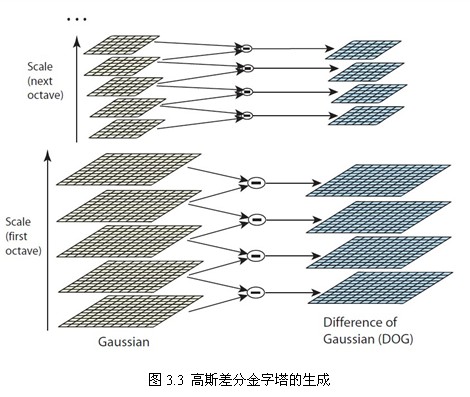 ...
Scale
(next
octave)
Scale
(first
octave)
Gaussian
Difference of
Gaussian (DOG)
图 3.3 高斯差分金字塔的生成